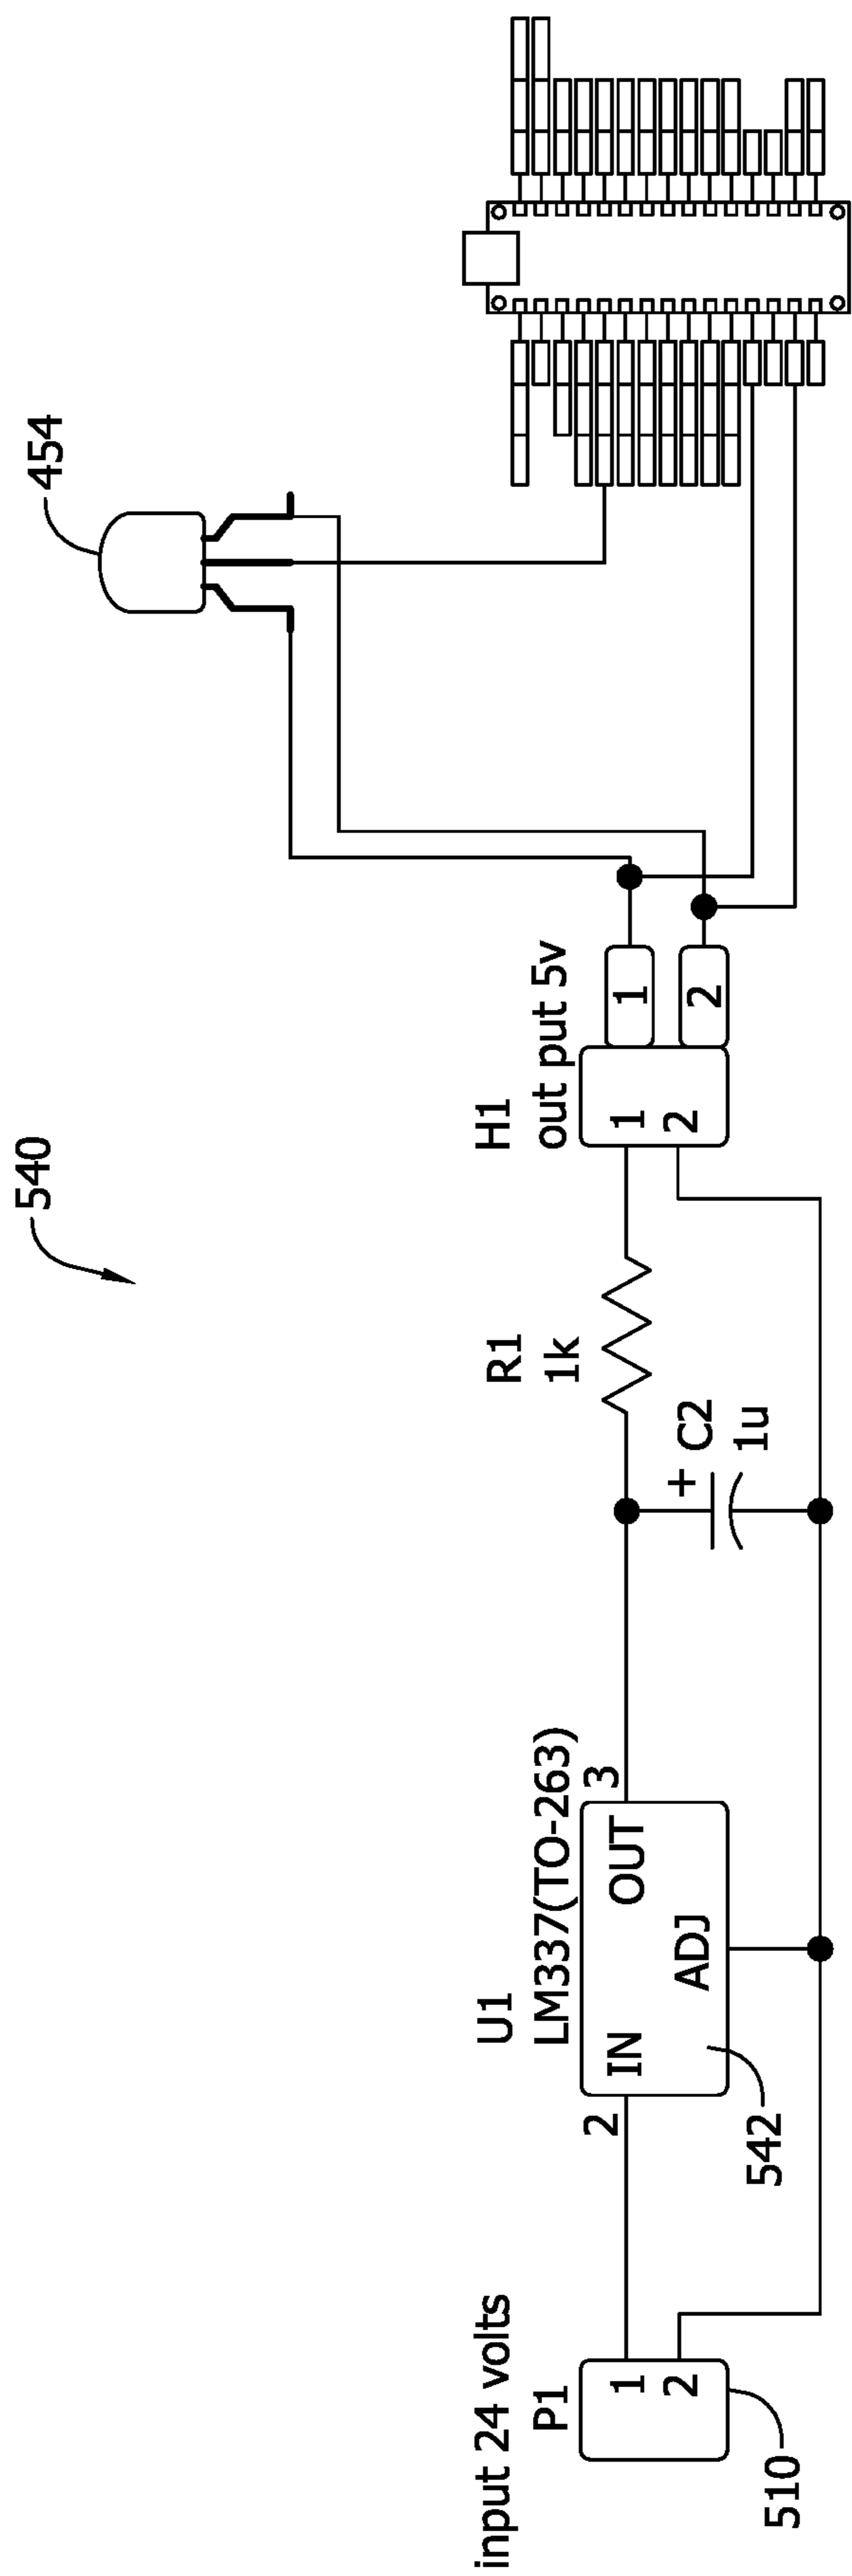 540
454
input 24 volts
P1
1
2
510
U1
LM337(TO-263)
2
IN
OUT
3
ADJ
542
+
C2
1u
R1
1k
H1
out put 5v
1
2
1
2